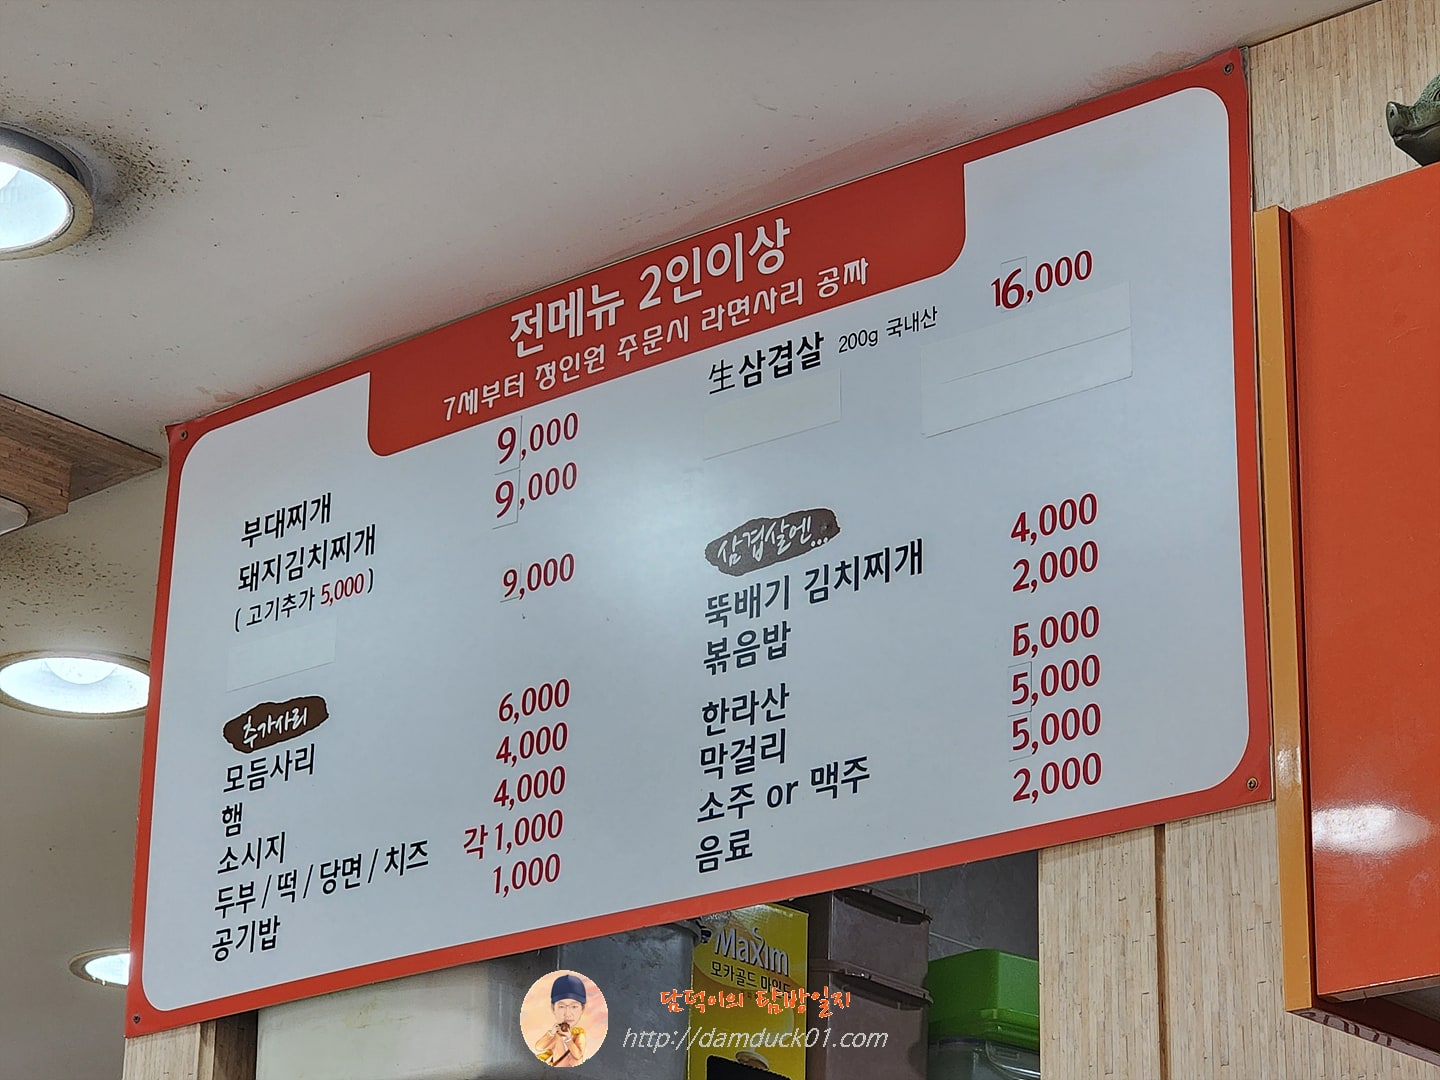 전메뉴 2인이상
7세부터 정인원 주문시 라면사리 공짜
부대찌개 9,000
돼지김치찌개 9,000
( 고기추가 5,000 )
9,000
추가사리
모듬사리 6,000
햄 4,000
소시지 4,000
두부 / 떡 / 당면 / 치즈 각 1,000
공기밥 1,000
生삼겹살 200g 국내산 16,000
삼겹살엔...
뚝배기 김치찌개 4,000
볶음밥 2,000
한라산 5,000
막걸리 5,000
소주 or 맥주 5,000
음료 2,000
Maxim
모카골드 마일드
담덕이의 탐방일지
http://damduck01.com